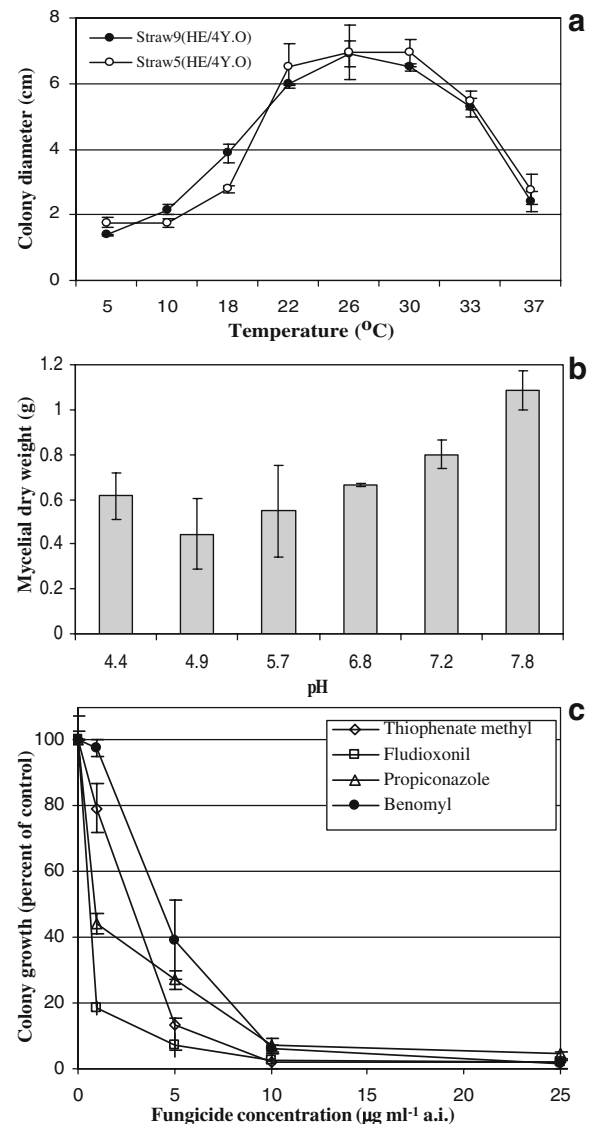 a
Straw9(HE/4Y.O)
Straw5(HE/4Y.O)
Colony diameter (cm)
8
6
4
2
0
5 10 18 22 26 30 33 37
Temperature (⁰C)
b
Mycelial dry weight (g)
1.2
1
0.8
0.6
0.4
0.2
0
4.4 4.9 5.7 6.8 7.2 7.8
pH
c
Thiophenate methyl
Fludioxonil
Propiconazole
Benomyl
Colony growth (percent of control)
100
80
60
40
20
0
0 5 10 15 20 25
Fungicide concentration (µg ml⁻¹ a.i.)